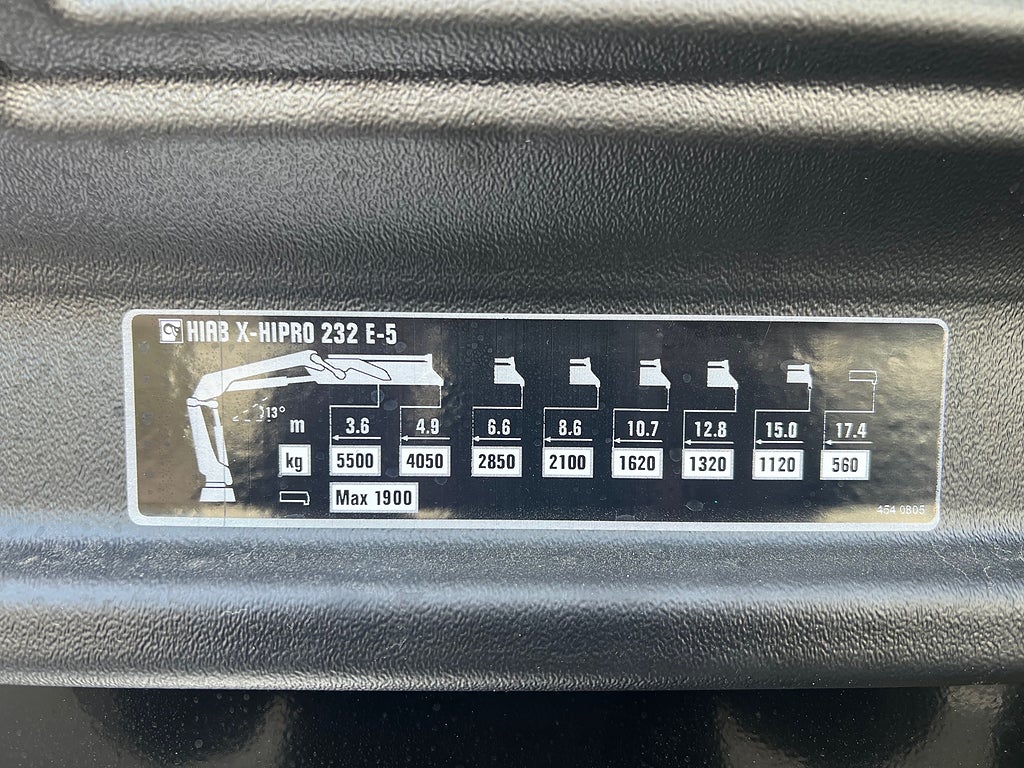 HIAB X-HIPRO 232 E-5
13°
m 3.6 4.9 6.6 8.6 10.7 12.8 15.0 17.4
kg 5500 4050 2850 2100 1620 1320 1120 560
Max 1900
454 0805